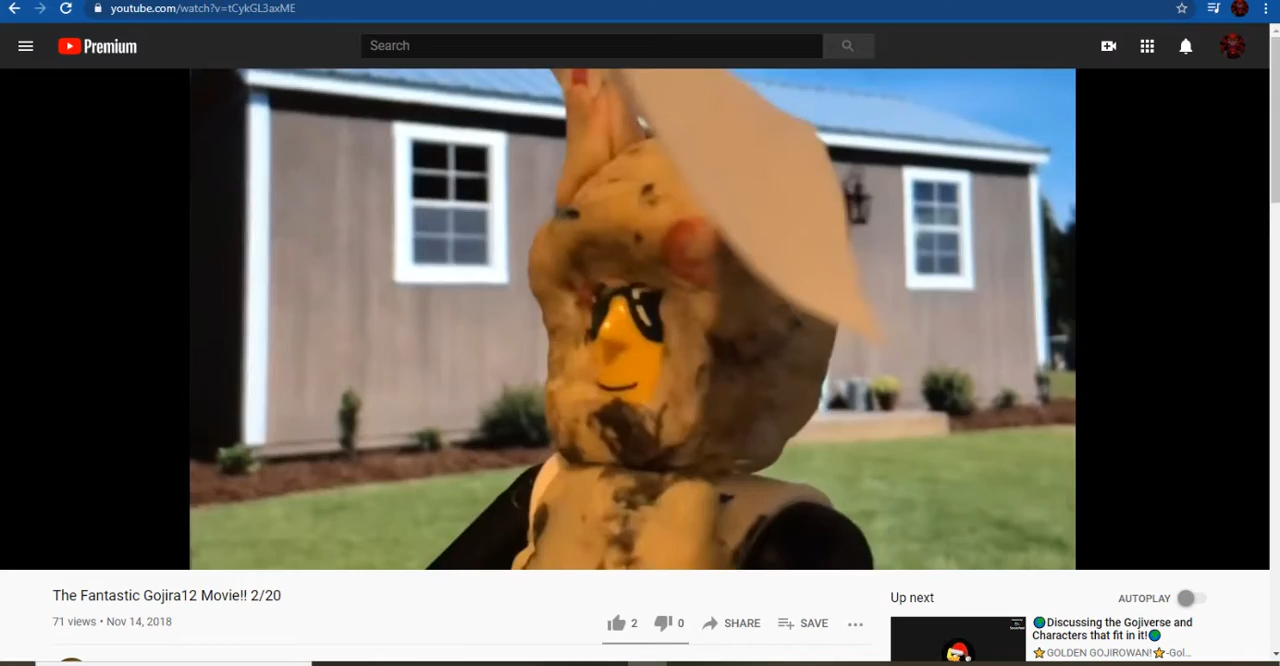 youtube.com/watch?v=tCykGL3axME
Premium
Search
The Fantastic Gojira12 Movie!! 2/20
71 views • Nov 14, 2018
2
0
SHARE
SAVE
Up next
AUTOPLAY
Discussing the Gojiverse and
Characters that fit in it!
GOLDEN GOJIROWAN! -Gol...